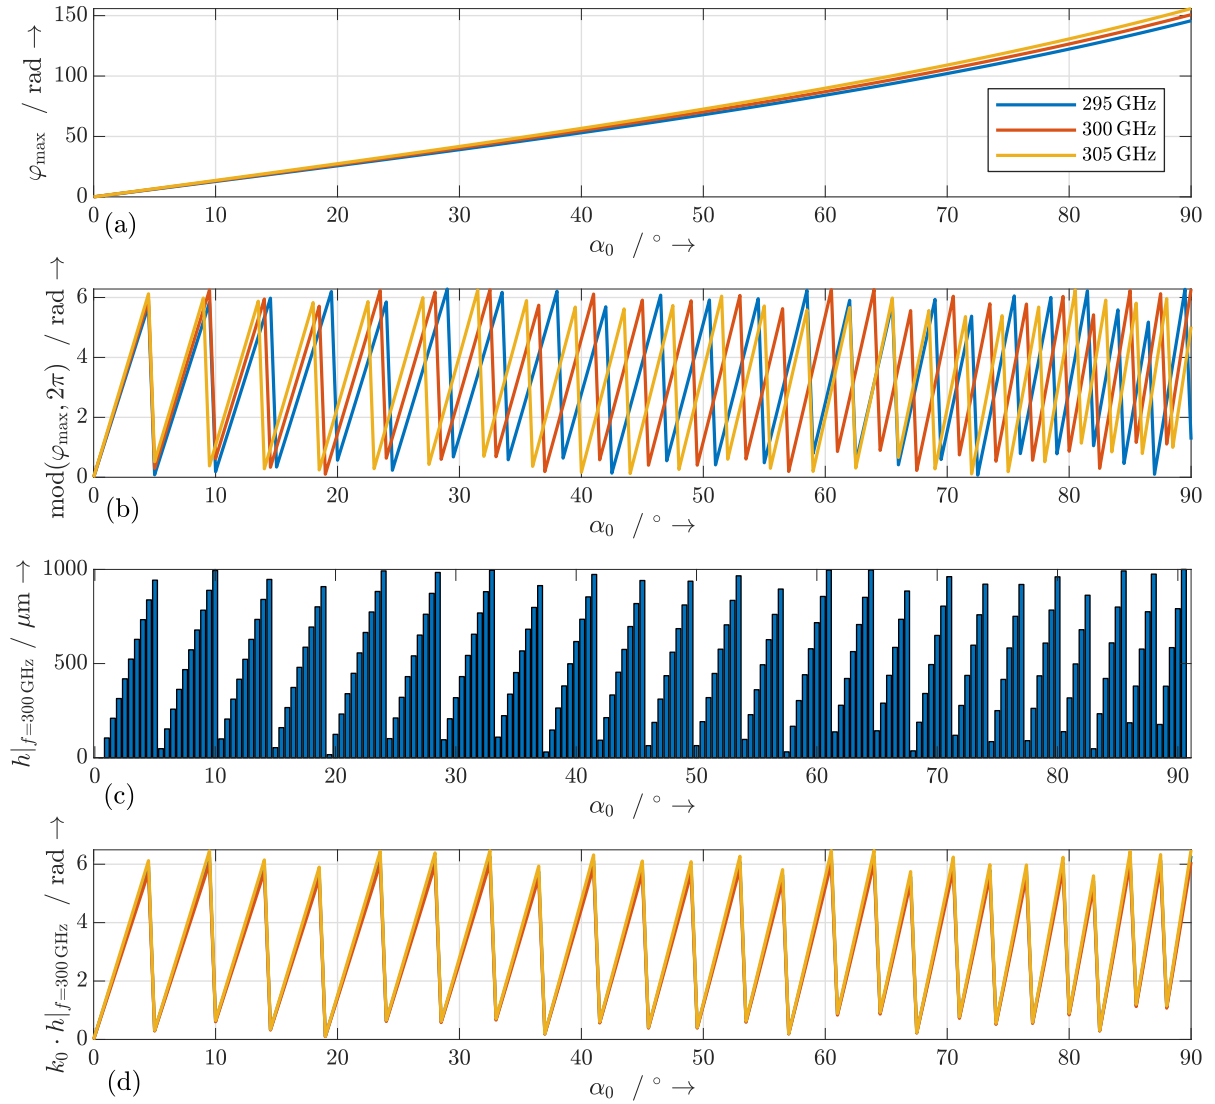 150
100
50
0
φmax / rad →
295 GHz
300 GHz
305 GHz
0 10 20 30 40 50 60 70 80 90
(a)
α0 / ° →
6
4
2
0
mod(φmax, 2π) / rad →
0 10 20 30 40 50 60 70 80 90
(b)
α0 / ° →
1000
500
0
h|f=300 GHz / μm →
0 10 20 30 40 50 60 70 80 90
(c)
α0 / ° →
6
4
2
0
k0 · h|f=300 GHz / rad →
0 10 20 30 40 50 60 70 80 90
(d)
α0 / ° →